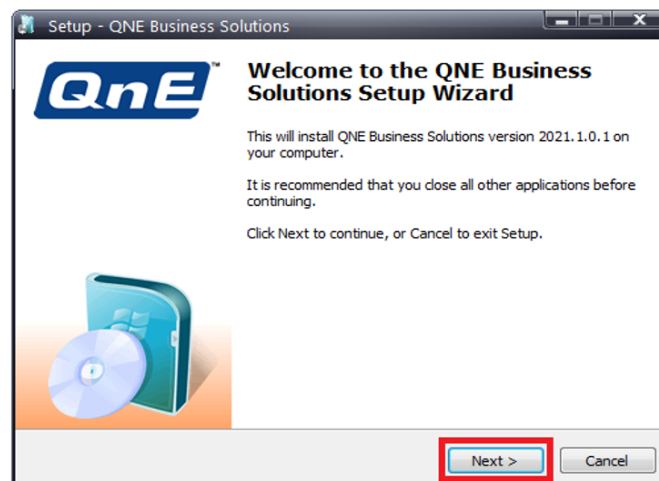 Setup - QNE Business Solutions
QnE™
Welcome to the QNE Business
Solutions Setup Wizard
This will install QNE Business Solutions version 2021.1.0.1 on
your computer.
It is recommended that you close all other applications before
continuing.
Click Next to continue, or Cancel to exit Setup.
Next >
Cancel